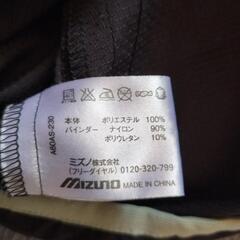 本体 ポリエステル 100%
バインダー ナイロン 90%
ポリウレタン 10%
ミズノ株式会社
(フリーダイヤル) 0120-320-799
MIZUNO MADE IN CHINA
A60AS-230